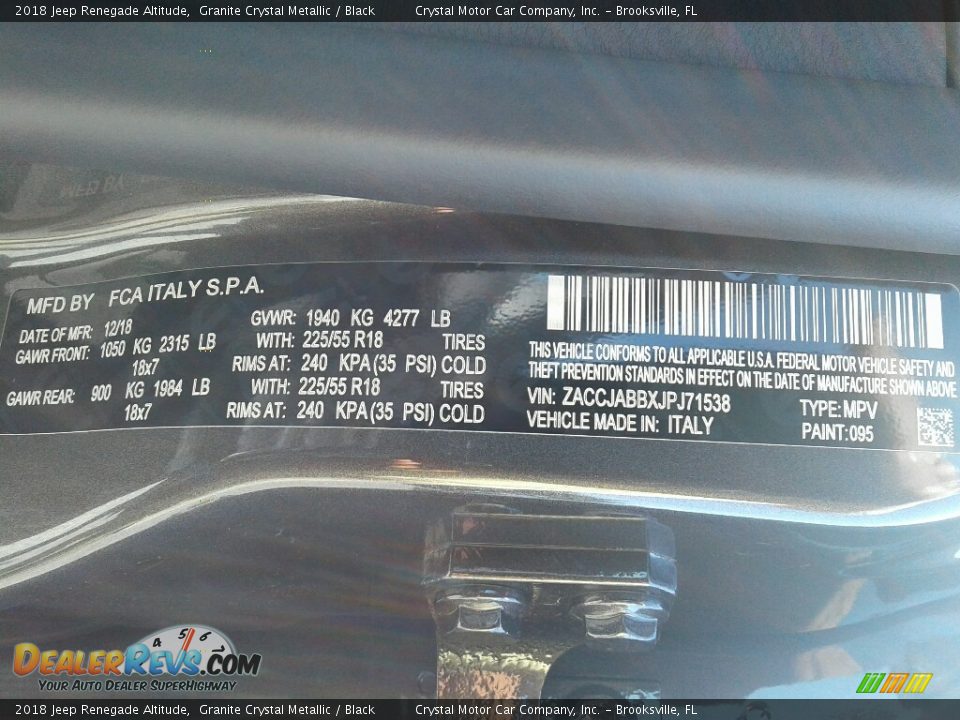 2018 Jeep Renegade Altitude, Granite Crystal Metallic / Black Crystal Motor Car Company, Inc. – Brooksville, FL
MFD BY FCA ITALY S.P.A.
DATE OF MFR: 12/18
GAWR FRONT: 1050 KG 2315 LB
18x7
GAWR REAR: 900 KG 1984 LB
18x7
GVWR: 1940 KG 4277 LB
WITH: 225/55 R18 TIRES
RIMS AT: 240 KPA (35 PSI) COLD
WITH: 225/55 R18 TIRES
RIMS AT: 240 KPA (35 PSI) COLD
THIS VEHICLE CONFORMS TO ALL APPLICABLE U.S.A. FEDERAL MOTOR VEHICLE SAFETY AND
THEFT PREVENTION STANDARDS IN EFFECT ON THE DATE OF MANUFACTURE SHOWN ABOVE
VIN: ZACCJABBXJPJ71538 TYPE: MPV
VEHICLE MADE IN: ITALY PAINT: 095
4 5 6
DealerRevs.com
Your Auto Dealer SuperHighway
2018 Jeep Renegade Altitude, Granite Crystal Metallic / Black Crystal Motor Car Company, Inc. – Brooksville, FL